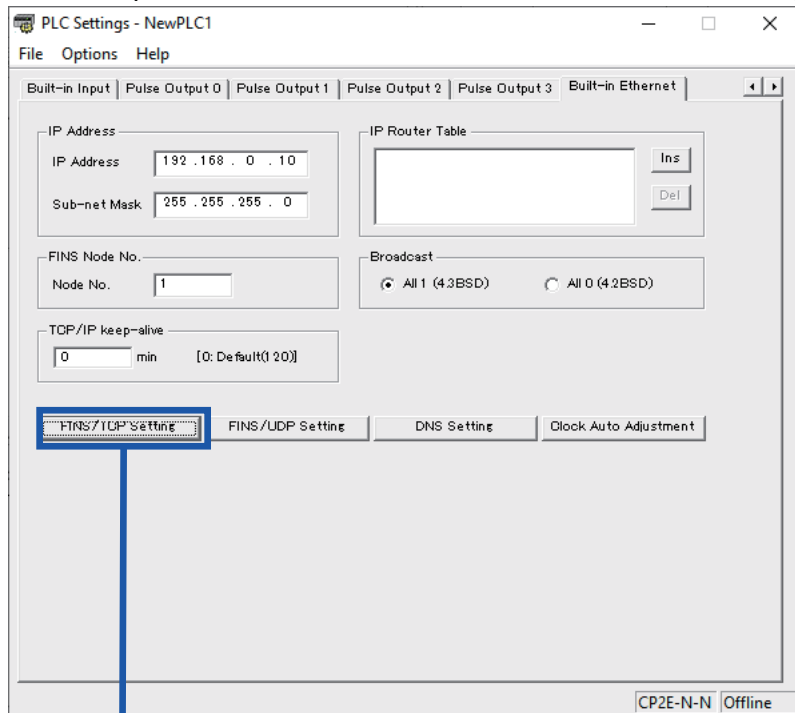 PLC Settings - NewPLC1
File Options Help
Built-in Input Pulse Output 0 Pulse Output 1 Pulse Output 2 Pulse Output 3 Built-in Ethernet
IP Address
IP Address 192 .168 . 0 . 10
Sub-net Mask 255 .255 .255 . 0
IP Router Table
Ins
Del
FINS Node No.
Node No. 1
Broadcast
All 1 (4.3BSD) All 0 (4.2BSD)
TCP/IP keep-alive
0 min [0: Default(120)]
FINS/TCP Setting FINS/UDP Setting DNS Setting Clock Auto Adjustment
CP2E-N-N Offline